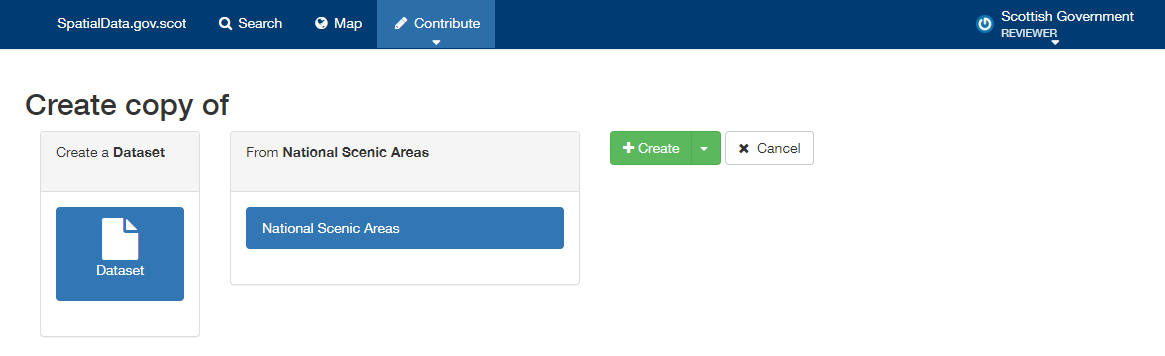 SpatialData.gov.scot Search Map Contribute Scottish Government
REVIEWER
Create copy of
Create a Dataset
Dataset
From National Scenic Areas
National Scenic Areas
Create Cancel